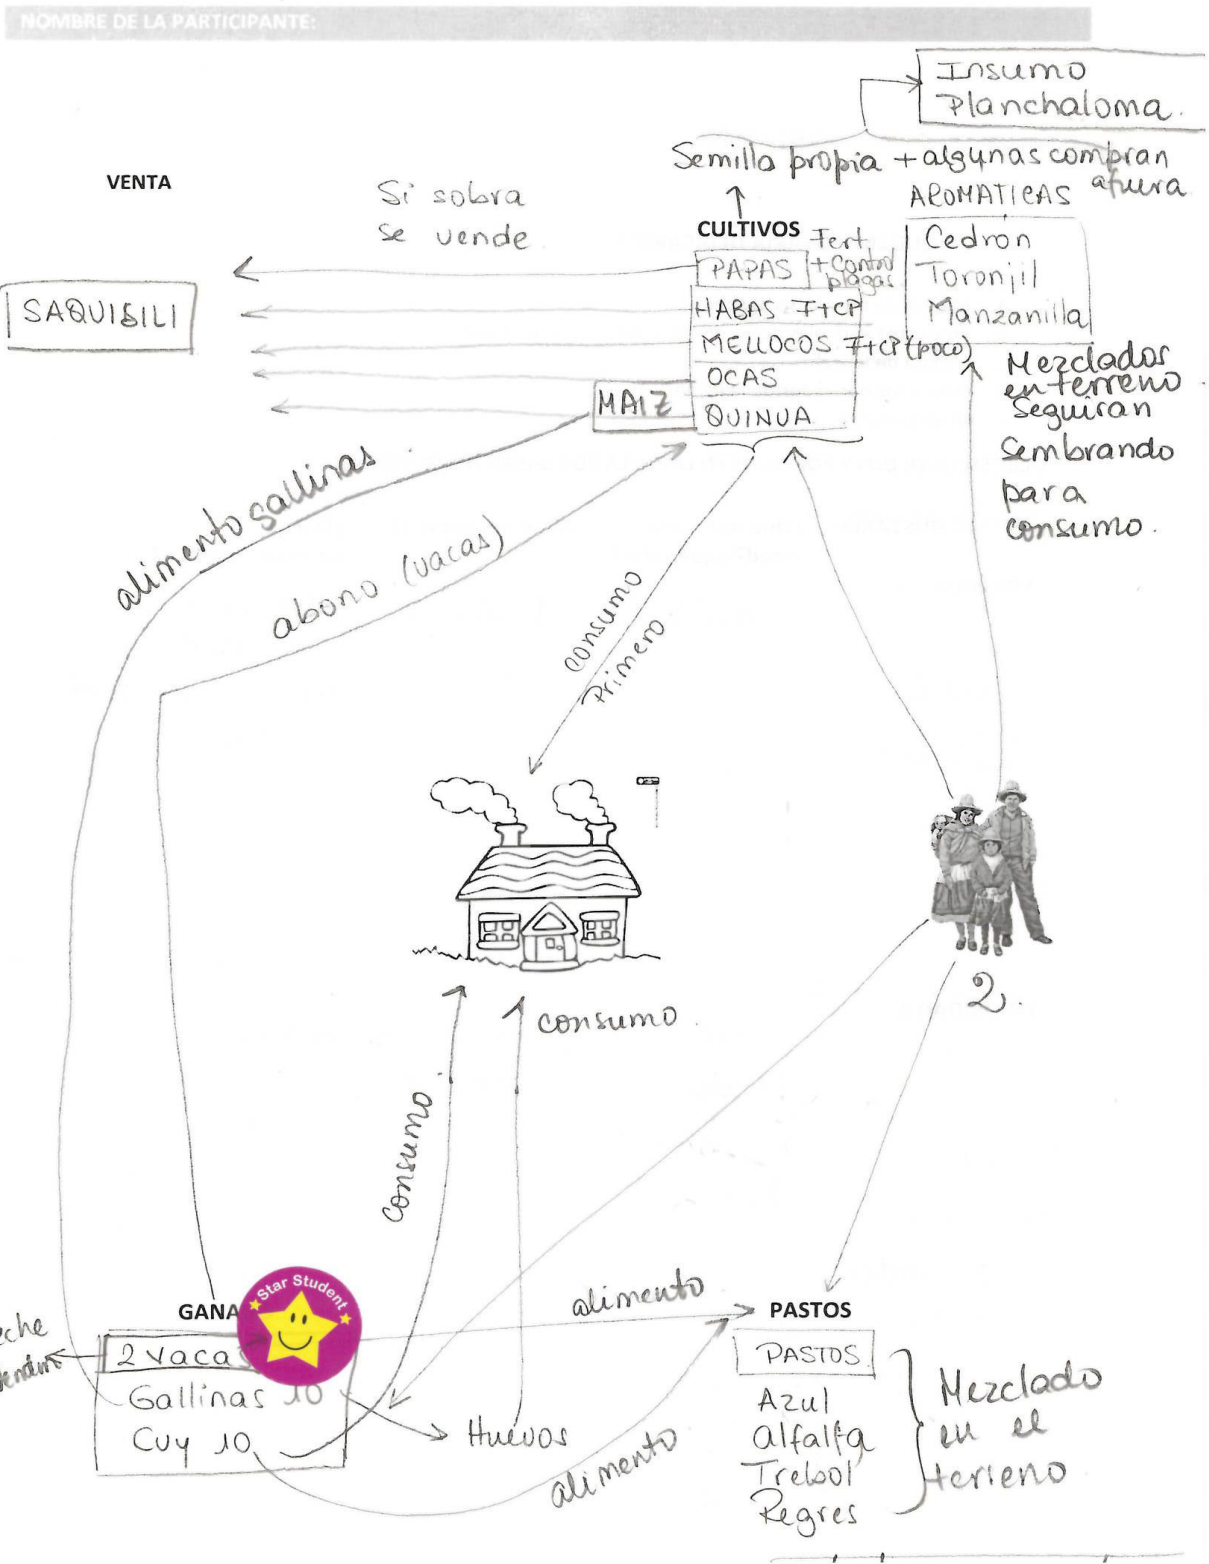 NOMBRE DE LA PARTICIPANTE:
Insumo
Planchaloma.
Semilla propia + algunas compran
afuera
VENTA
Si sobra
se vende
CULTIVOS
Fert
+ Control
plagas
PAPAS
HABAS F+CP
MELLOCOS F+CP (poco)
OCAS
MAIZ
QUINUA
AROMATICAS
Cedron
Toronjil
Manzanilla
Mezclados
en terreno
Seguiran
Sembrando
para
consumo.
SAQUISILI
alimento gallinas
abono (vacas)
consumo
Primero
2.
consumo.
consumo
GANA
Star Student
2 vacas
Gallinas 10
Cuy 10
Huevos
alimento
alimento
PASTOS
PASTOS
Azul
alfalfa
Trebol
Regres
Mezclado
en el
terreno